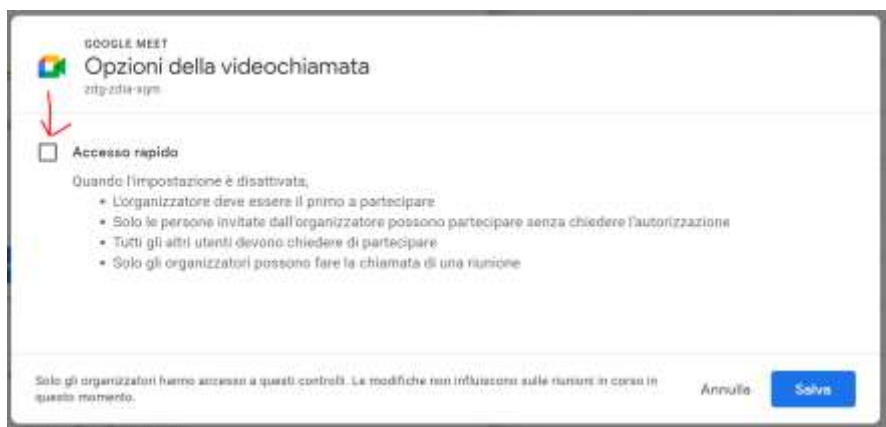 GOOGLE MEET
Opzioni della videochiamata
Accesso rapido
Quando l'impostazione è disattivata,
• L'organizzatore deve essere il primo a partecipare
• Solo le persone invitate dall'organizzatore possono partecipare senza chiedere l'autorizzazione
• Tutti gli altri utenti devono chiedere di partecipare
• Solo gli organizzatori possono fare la chiamata di una riunione
Solo gli organizzatori hanno accesso a questi controlli. Le modifiche non influiscono sulle riunioni in corso in
questo momento.
Annulla
Salva